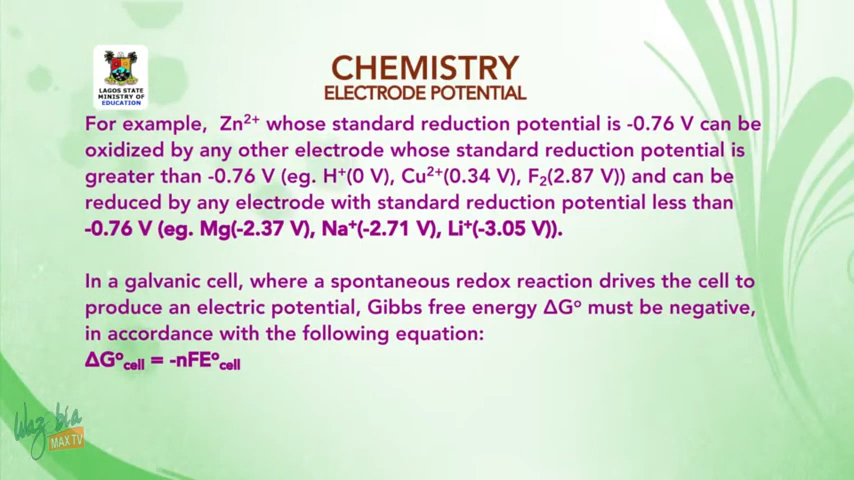 LAGOS STATE
MINISTRY OF
EDUCATION
CHEMISTRY
ELECTRODE POTENTIAL
For example, Zn²⁺ whose standard reduction potential is -0.76 V can be
oxidized by any other electrode whose standard reduction potential is
greater than -0.76 V (eg. H⁺(0 V), Cu²⁺(0.34 V), F₂(2.87 V)) and can be
reduced by any electrode with standard reduction potential less than
-0.76 V (eg. Mg(-2.37 V), Na⁺(-2.71 V), Li⁺(-3.05 V)).
In a galvanic cell, where a spontaneous redox reaction drives the cell to
produce an electric potential, Gibbs free energy ΔGᵒ must be negative,
in accordance with the following equation:
ΔGᵒcell = -nFEᵒcell
Wazobia
MAX TV